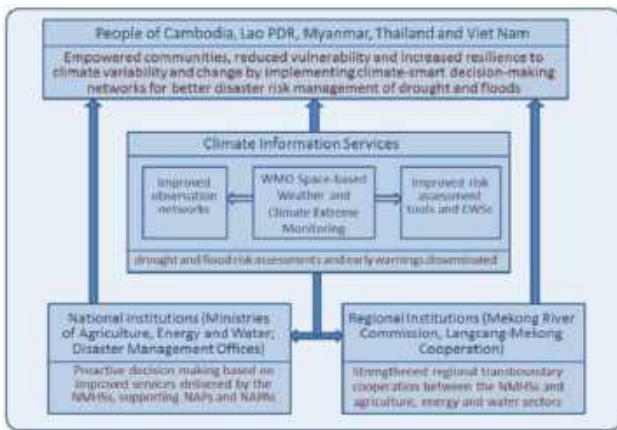 People of Cambodia, Lao PDR, Myanmar, Thailand and Viet Nam
Empowered communities, reduced vulnerability and increased resilience to
climate variability and change by implementing climate-smart decision-making
networks for better disaster risk management of drought and floods
Climate Information Services
Improved
observation
networks
WMO Space-based
Weather and
Climate Extreme
Monitoring
Improved risk
assessment
tools and EWSs
drought and flood risk assessments and early warnings disseminated
National Institutions (Ministries
of Agriculture, Energy and Water;
Disaster Management Offices)
Proactive decision making based on
improved services delivered by the
NMHSs, supporting NAPs and NAPAs
Regional Institutions (Mekong River
Commission, Langcang-Mekong
Cooperation)
Strengthened regional transboundary
cooperation between the NMHSs and
agriculture, energy and water sectors